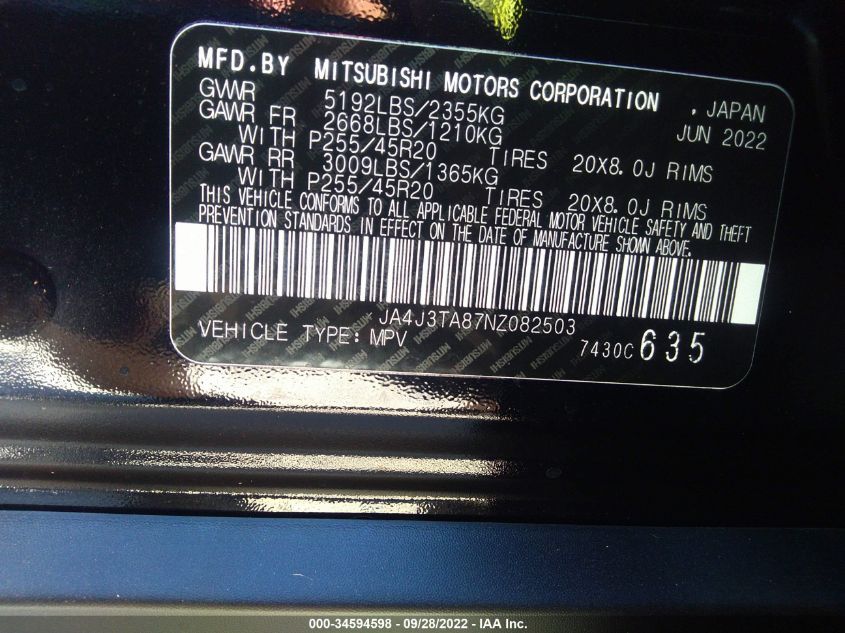 MFD.BY MITSUBISHI MOTORS CORPORATION , JAPAN
GVWR 5192LBS/2355KG JUN 2022
GAWR FR 2668LBS/1210KG
WITH P255/45R20 TIRES 20X8.0J RIMS
GAWR RR 3009LBS/1365KG
WITH P255/45R20 TIRES 20X8.0J RIMS
THIS VEHICLE CONFORMS TO ALL APPLICABLE FEDERAL MOTOR VEHICLE SAFETY AND THEFT
PREVENTION STANDARDS IN EFFECT ON THE DATE OF MANUFACTURE SHOWN ABOVE.
JA4J3TA87NZ082503
VEHICLE TYPE: MPV 7430C 635
000-34594598 - 09/28/2022 - IAA Inc.